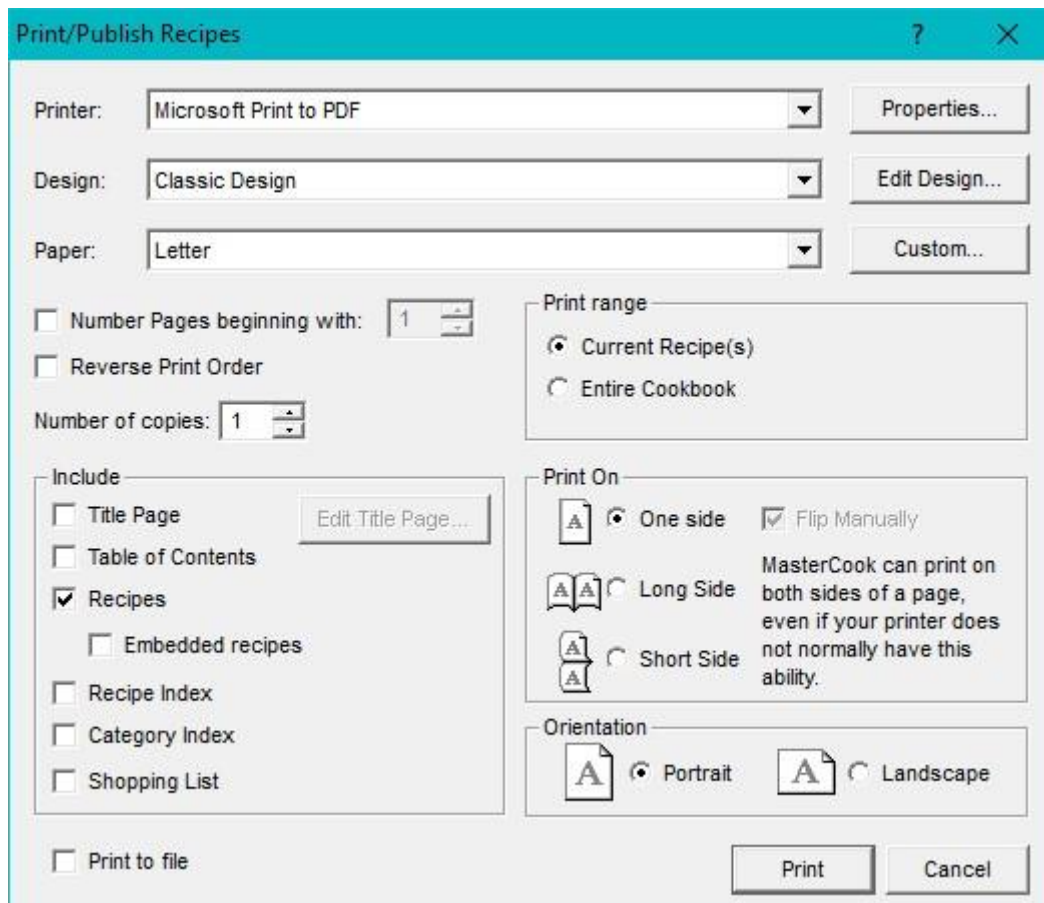 Print/Publish Recipes ? X
Printer: Microsoft Print to PDF Properties...
Design: Classic Design Edit Design...
Paper: Letter Custom...
Number Pages beginning with: 1
Reverse Print Order
Number of copies: 1
Print range
Current Recipe(s)
Entire Cookbook
Include
Title Page Edit Title Page...
Table of Contents
Recipes
Embedded recipes
Recipe Index
Category Index
Shopping List
Print On
A One side Flip Manually
AA Long Side
A
A Short Side
MasterCook can print on
both sides of a page,
even if your printer does
not normally have this
ability.
Orientation
A Portrait A Landscape
Print to file Print Cancel